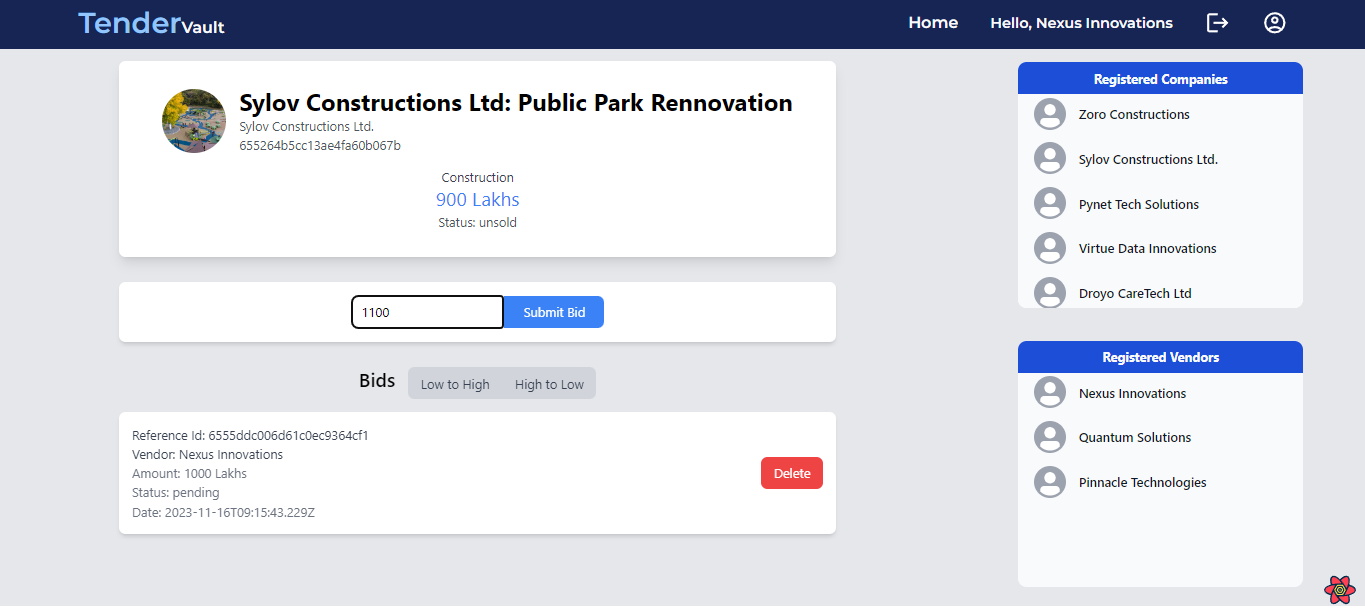 TenderVault
Home
Hello, Nexus Innovations
Sylov Constructions Ltd: Public Park Rennovation
Sylov Constructions Ltd.
655264b5cc13ae4fa60b067b
Construction
900 Lakhs
Status: unsold
1100
Submit Bid
Bids
Low to High
High to Low
Reference Id: 6555ddc006d61c0ec9364cf1
Vendor: Nexus Innovations
Amount: 1000 Lakhs
Status: pending
Date: 2023-11-16T09:15:43.229Z
Delete
Registered Companies
Zoro Constructions
Sylov Constructions Ltd.
Pynet Tech Solutions
Virtue Data Innovations
Droyo CareTech Ltd
Registered Vendors
Nexus Innovations
Quantum Solutions
Pinnacle Technologies